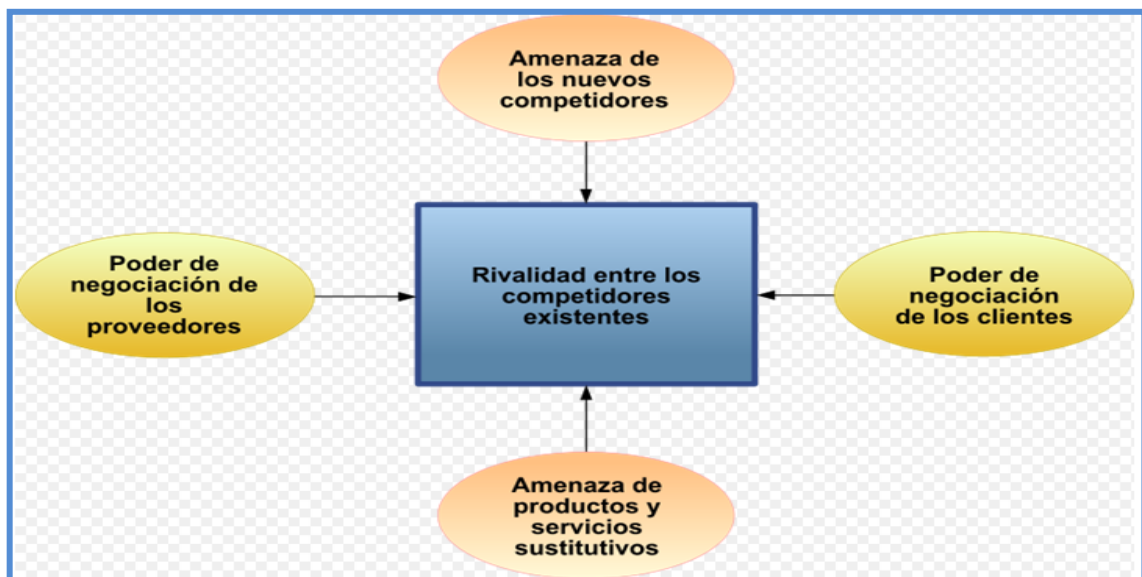 Amenaza de
los nuevos
competidores
Poder de
negociación de
los
proveedores
Rivalidad entre los
competidores
existentes
Poder de
negociación
de los clientes
Amenaza de
productos y
servicios
sustitutivos